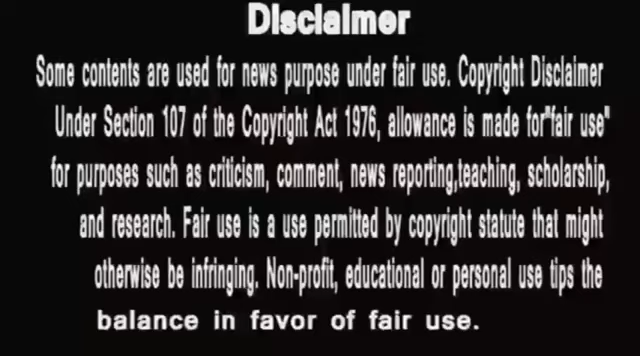 Disclaimer
Some contents are used for news purpose under fair use. Copyright Disclaimer
Under Section 107 of the Copyright Act 1976, allowance is made for"fair use"
for purposes such as criticism, comment, news reporting,teaching, scholarship,
and research. Fair use is a use permitted by copyright statute that might
otherwise be infringing. Non-profit, educational or personal use tips the
balance in favor of fair use.